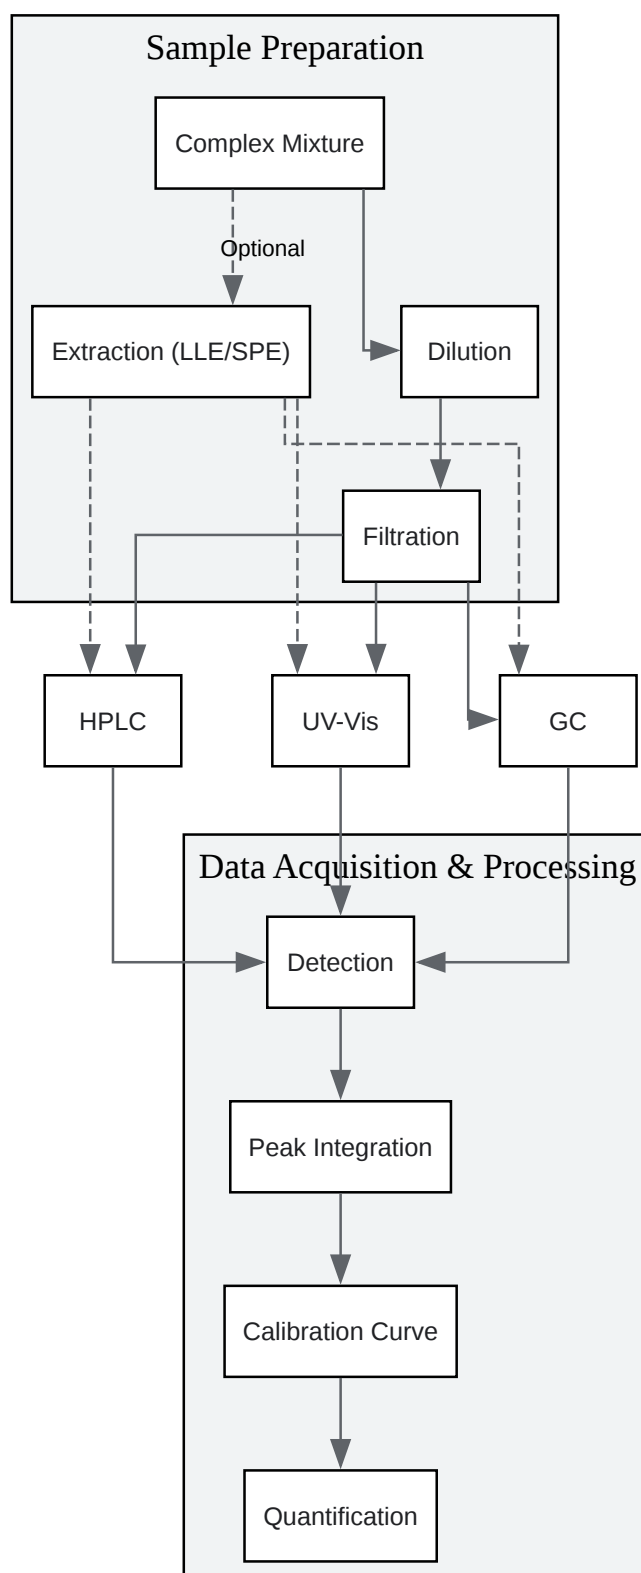 Sample Preparation
Complex Mixture
Optional
Extraction (LLE/SPE)
Dilution
Filtration
HPLC
UV-Vis
GC
Data Acquisition & Processing
Detection
Peak Integration
Calibration Curve
Quantification